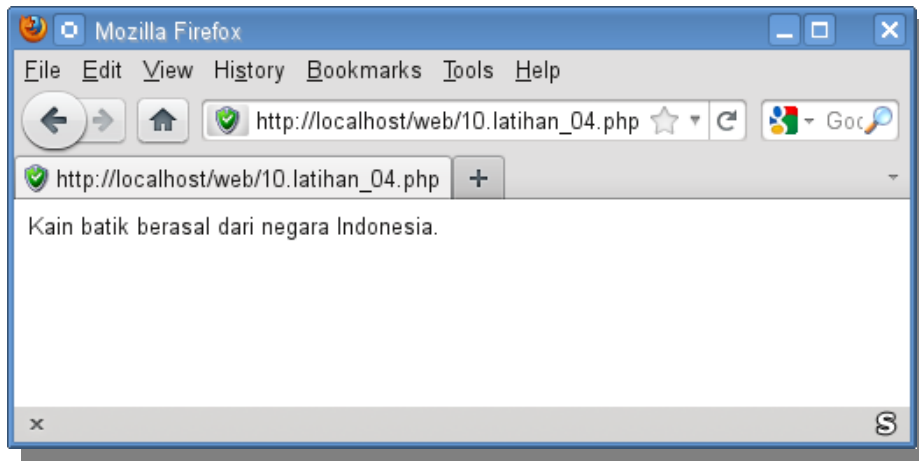 Mozilla Firefox
File Edit View History Bookmarks Tools Help
http://localhost/web/10.latihan_04.php
http://localhost/web/10.latihan_04.php
Kain batik berasal dari negara Indonesia.
S